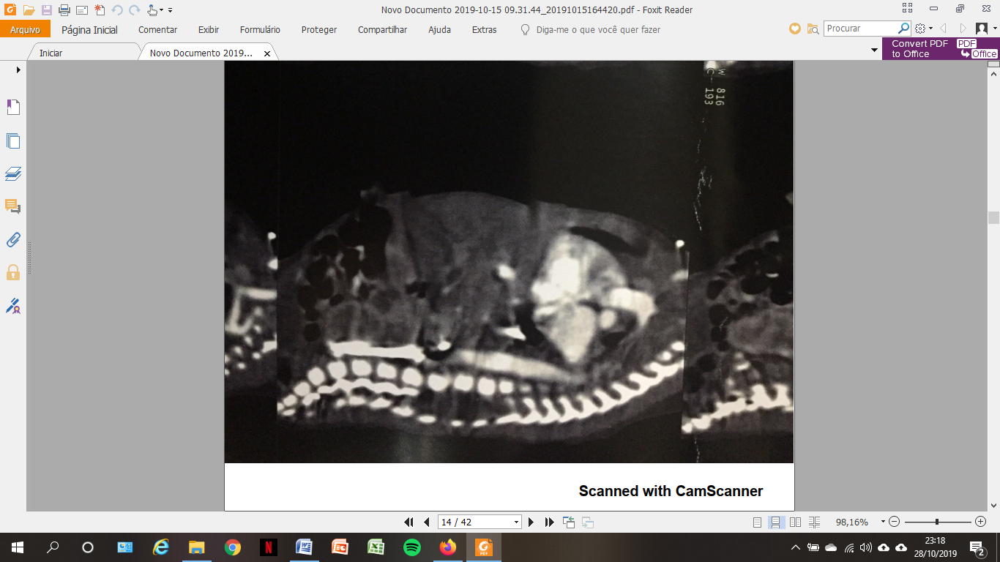 Novo Documento 2019-10-15 09.31.44_20191015164420.pdf - Foxit Reader
Arquivo Página Inicial Comentar Exibir Formulário Proteger Compartilhar Ajuda Extras Diga-me o que você quer fazer Procurar
Iniciar Novo Documento 2019... Convert PDF to Office PDF Office
W 816
C 193
Scanned with CamScanner
14 / 42 98,16%
23:18
28/10/2019
2